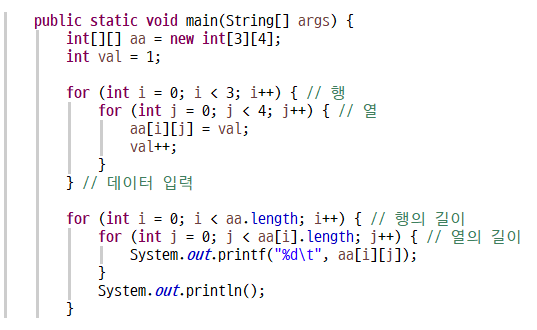 public static void main(String[] args) {
    int[][] aa = new int[3][4];
    int val = 1;

    for (int i = 0; i < 3; i++) { // 행
        for (int j = 0; j < 4; j++) { // 열
            aa[i][j] = val;
            val++;
        }
    } // 데이터 입력

    for (int i = 0; i < aa.length; i++) { // 행의 길이
        for (int j = 0; j < aa[i].length; j++) { // 열의 길이
            System.out.printf("%d\t", aa[i][j]);
        }
        System.out.println();
    }